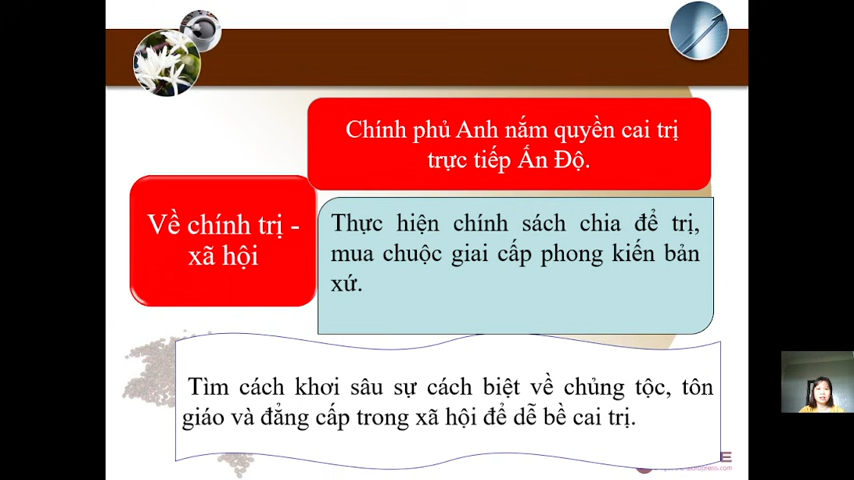 Chính phủ Anh nắm quyền cai trị
trực tiếp Ấn Độ.
Về chính trị -
xã hội
Thực hiện chính sách chia để trị,
mua chuộc giai cấp phong kiến bản
xứ.
Tìm cách khơi sâu sự cách biệt về chủng tộc, tôn
giáo và đẳng cấp trong xã hội để dễ bề cai trị.